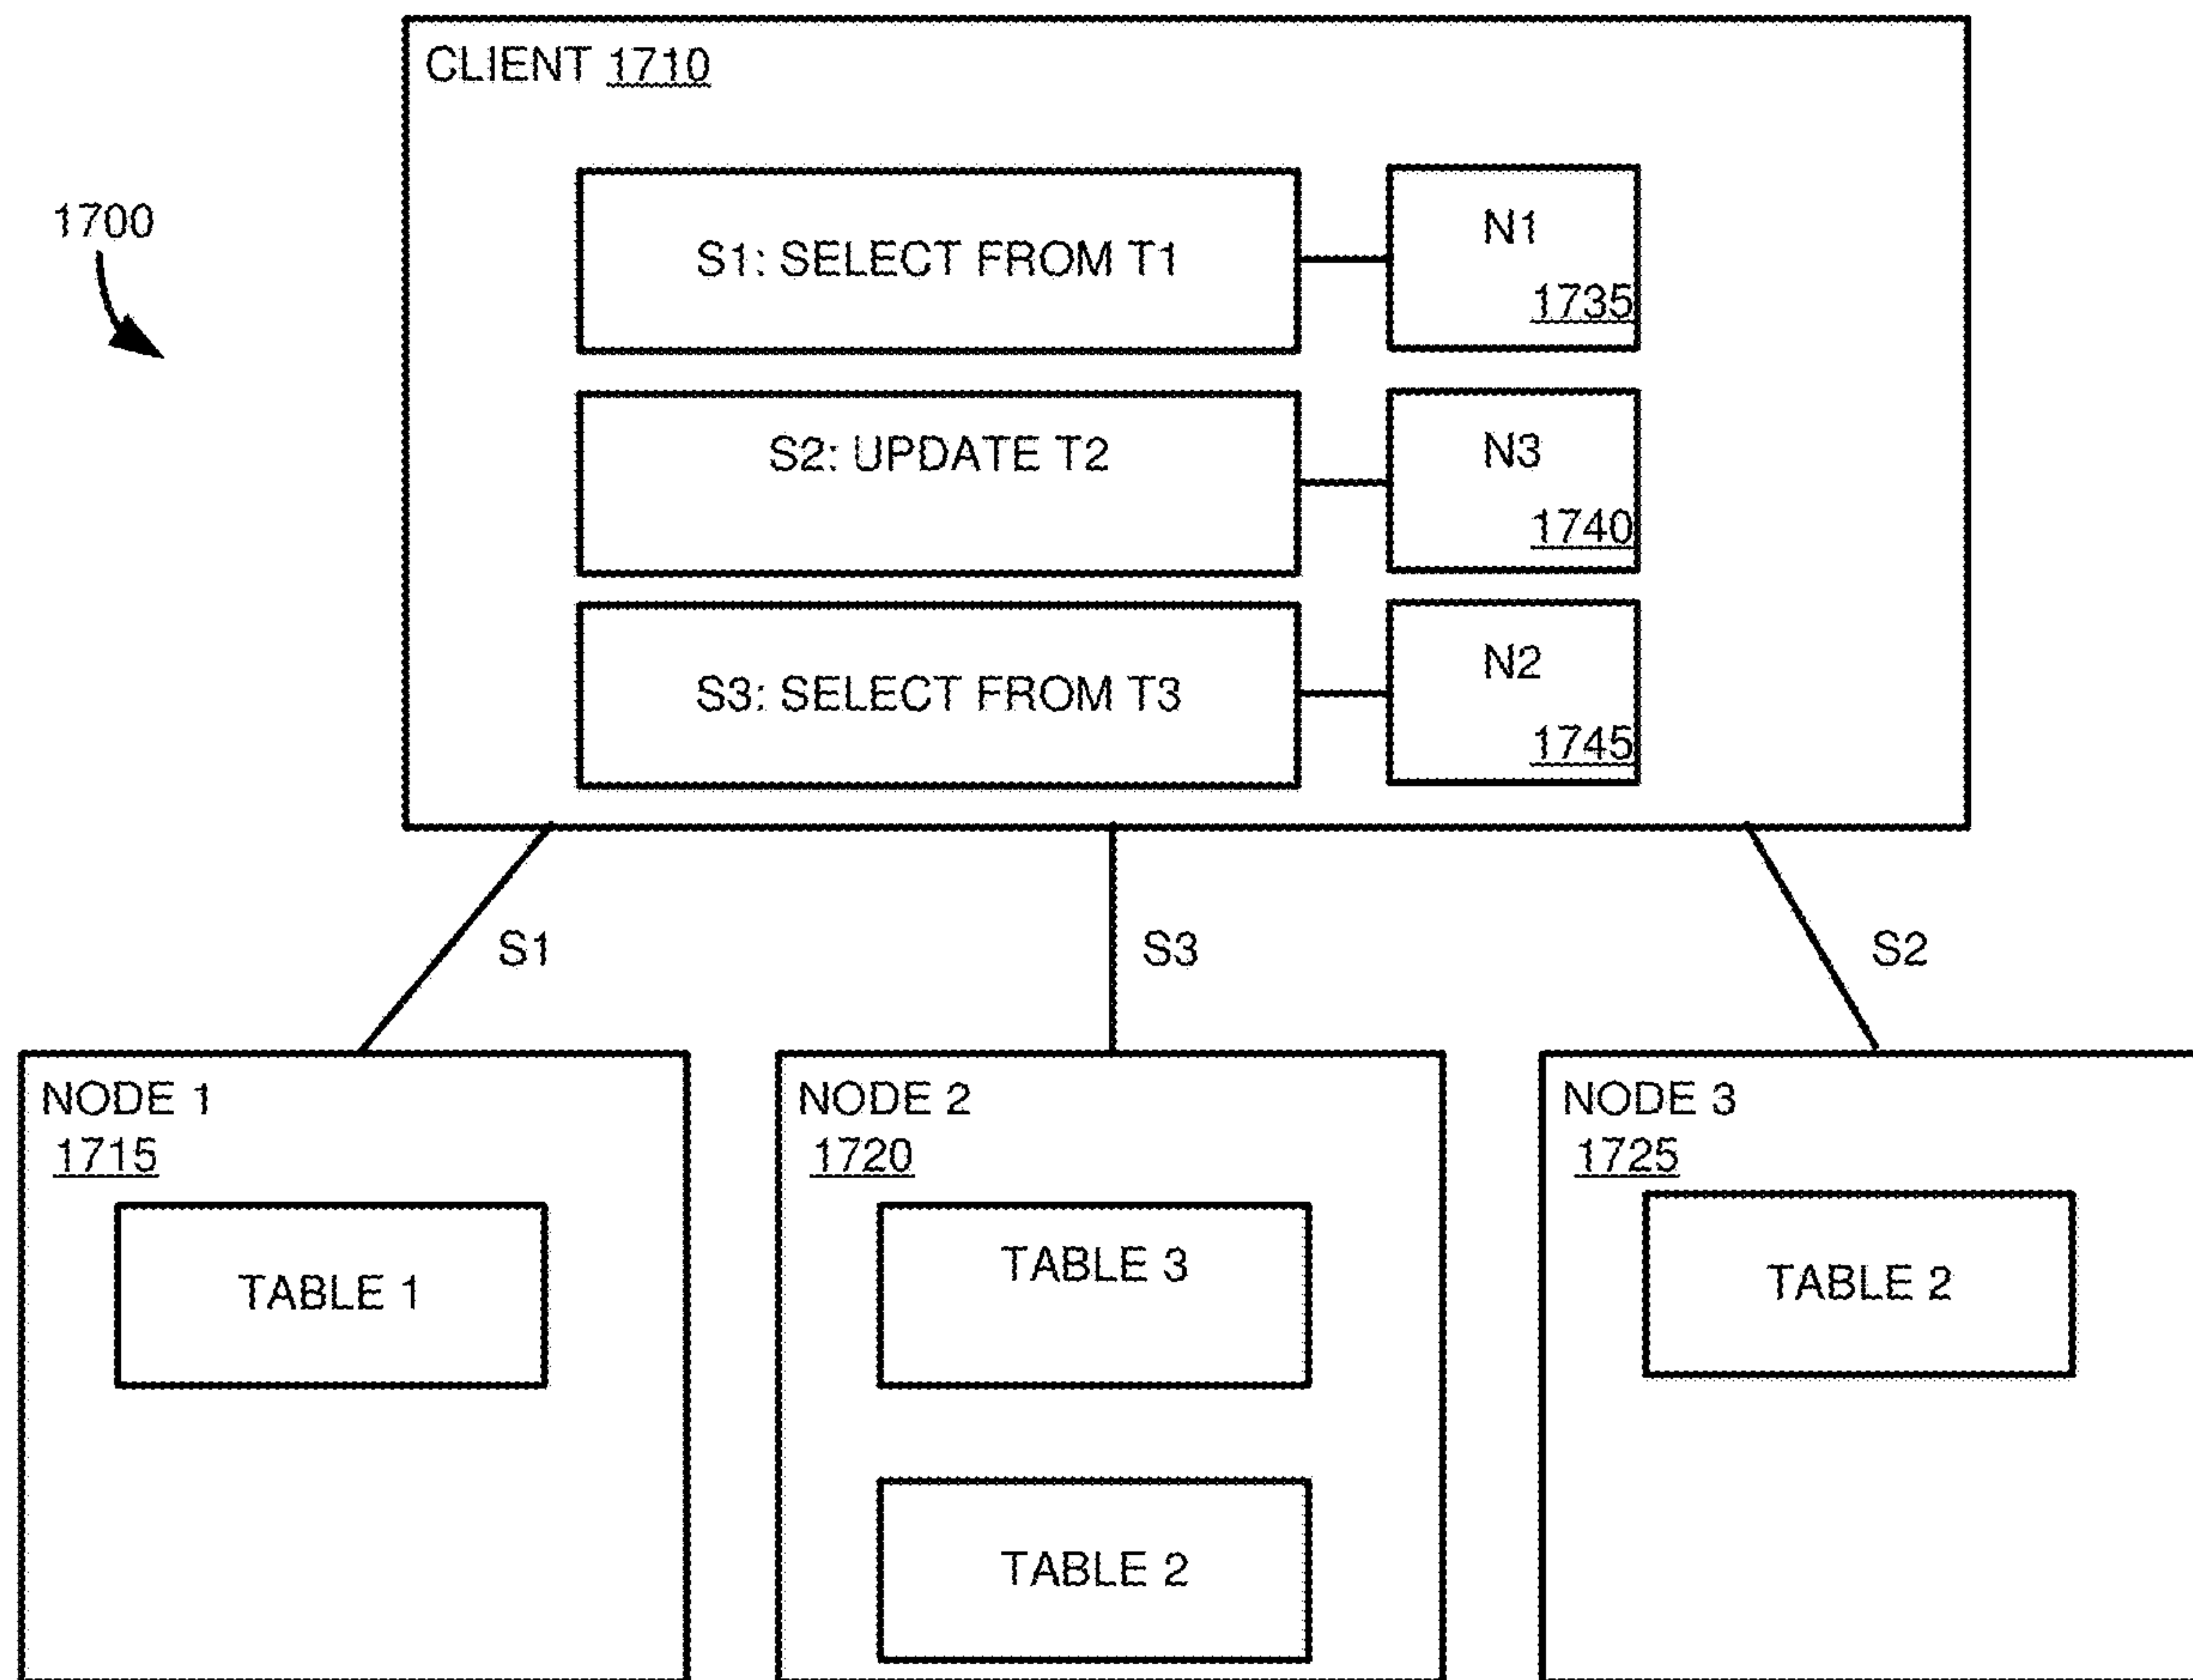 CLIENT 1710
1700
S1: SELECT FROM T1
N1
1735
S2: UPDATE T2
N3
1740
S3: SELECT FROM T3
N2
1745
S1
S3
S2
NODE 1
1715
TABLE 1
NODE 2
1720
TABLE 3
TABLE 2
NODE 3
1725
TABLE 2